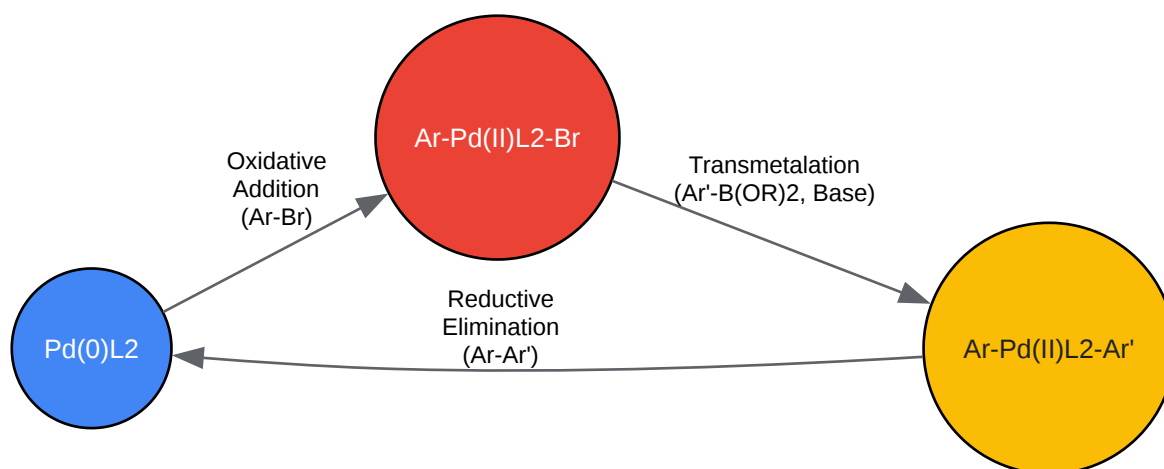 Ar-Pd(II)L2-Br
Oxidative
Addition
(Ar-Br)
Transmetalation
(Ar'-B(OR)2, Base)
Reductive
Elimination
(Ar-Ar')
Pd(0)L2
Ar-Pd(II)L2-Ar'